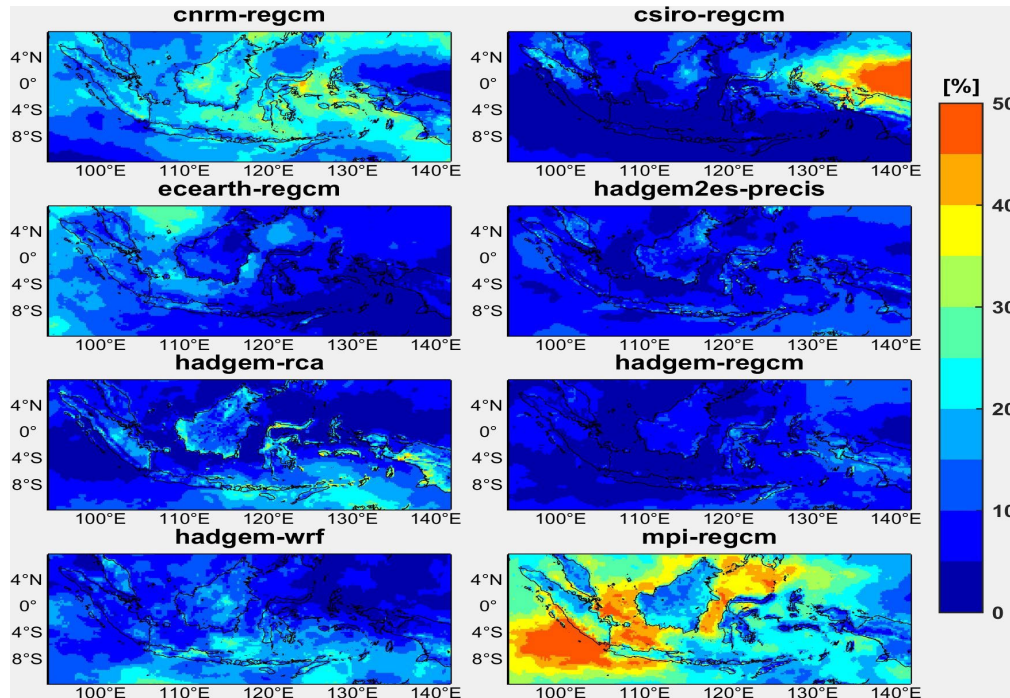 cnrm-regcm csiro-regcm
4°N 4°N [%]
0° 0° 50
4°S 4°S
8°S 8°S
100°E 110°E 120°E 130°E 140°E 100°E 110°E 120°E 130°E 140°E
ecearth-regcm hadgem2es-precis
4°N 4°N 40
0° 0°
4°S 4°S
8°S 8°S 30
100°E 110°E 120°E 130°E 140°E 100°E 110°E 120°E 130°E 140°E
hadgem-rca hadgem-regcm
4°N 4°N 20
0° 0°
4°S 4°S
8°S 8°S 10
100°E 110°E 120°E 130°E 140°E 100°E 110°E 120°E 130°E 140°E
hadgem-wrf mpi-regcm
4°N 4°N
0° 0° 0
4°S 4°S
8°S 8°S
100°E 110°E 120°E 130°E 140°E 100°E 110°E 120°E 130°E 140°E